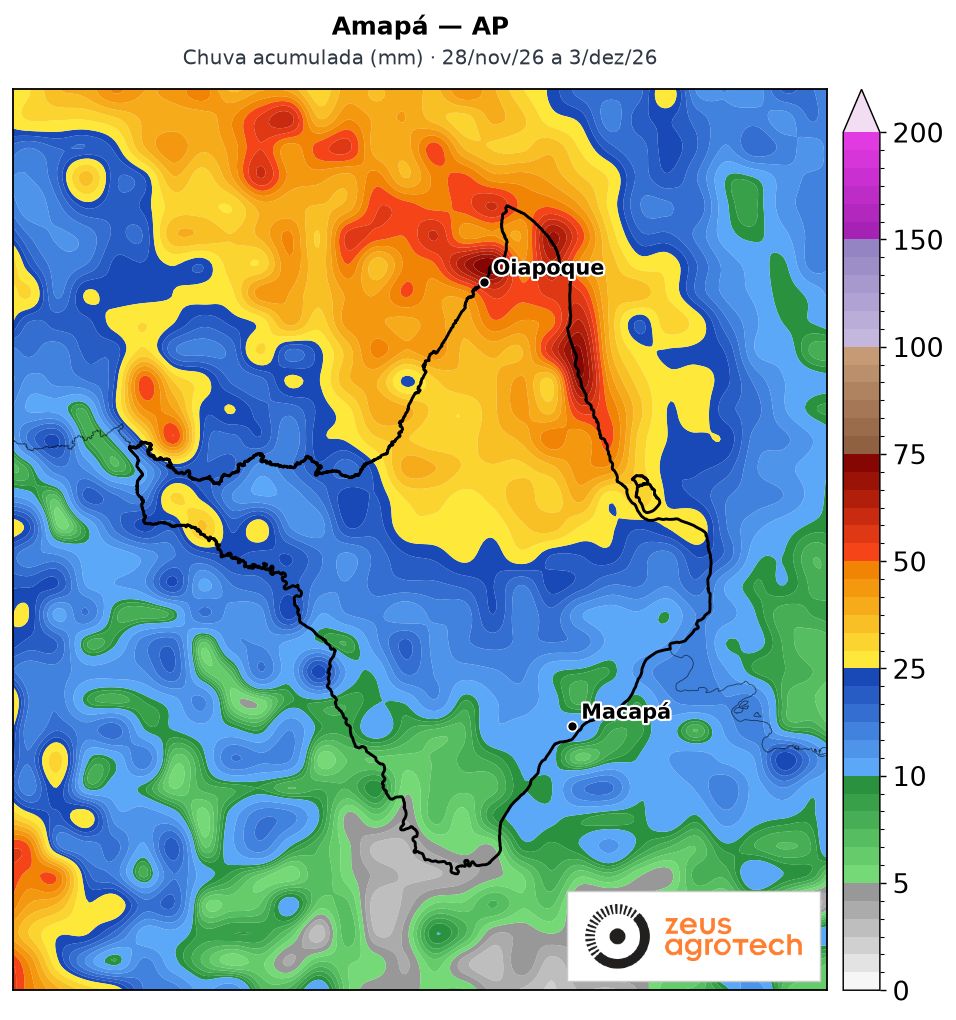 Amapá — AP
Chuva acumulada (mm) · 28/nov/26 a 3/dez/26
200
150
100
75
50
25
10
5
0
Oiapoque
Macapá
zeus
agrotech